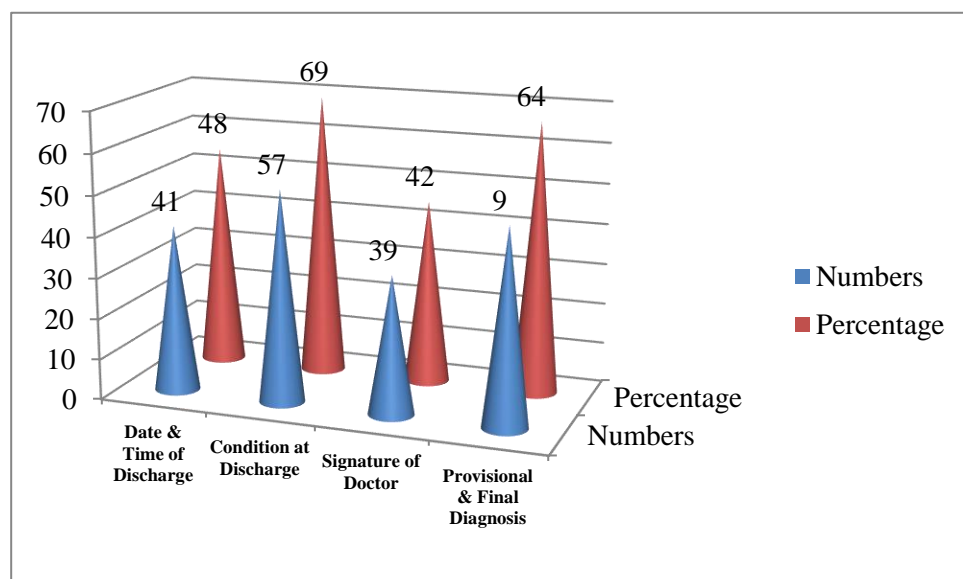 69
64
70
48
60
57
42
9
50
41
40
39
30
Numbers
20
Percentage
10
0
Percentage
Numbers
Date &
Time of
Discharge
Condition at
Discharge
Signature of
Doctor
Provisional
& Final
Diagnosis